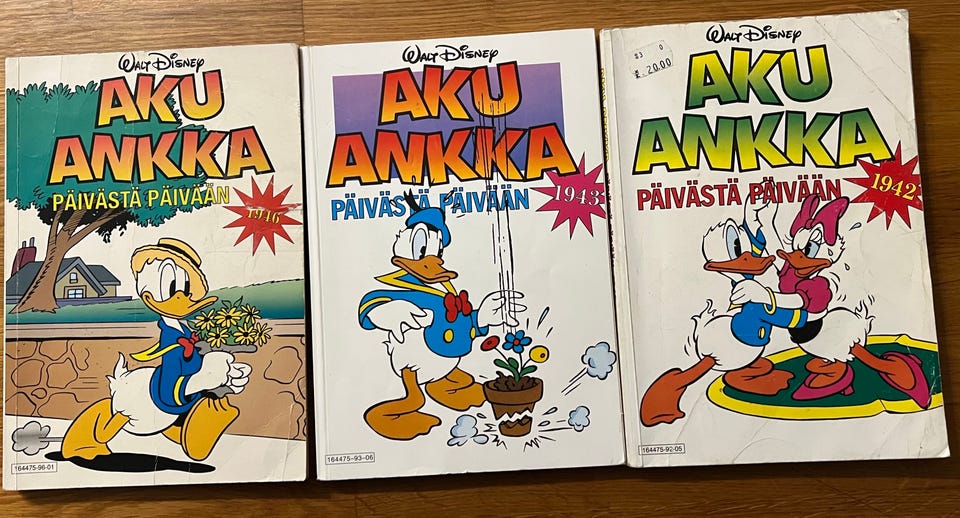 WALT DISNEY
AKU
ANKKA
PÄIVÄSTÄ PÄIVÄÄN
1946
164475-96-01
WALT DISNEY
AKU
ANKKA
PÄIVÄSTÄ PÄIVÄÄN
1943
164475-93-06
WALT DISNEY
AKU
ANKKA
PÄIVÄSTÄ PÄIVÄÄN
1942
20.00
164475-92-05